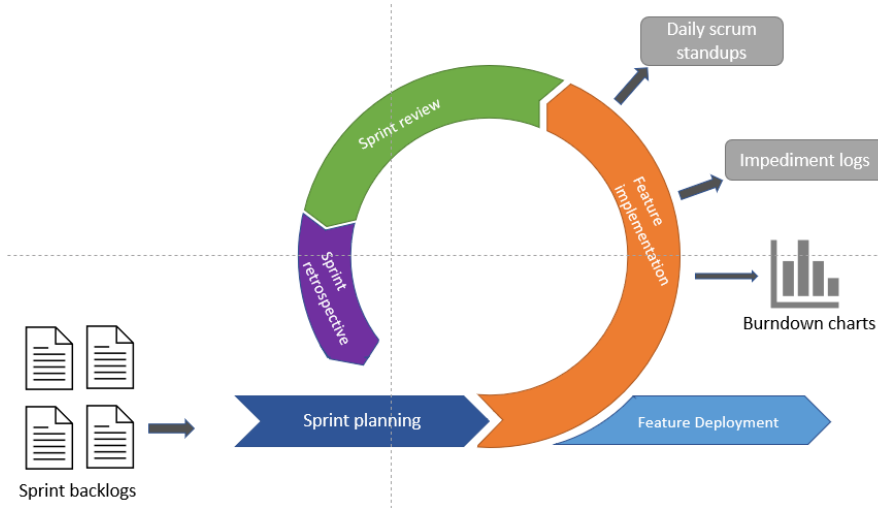 Daily scrum
standups
Sprint review
Impediment logs
Feature
implementation
Sprint
retrospective
Burndown charts
Sprint planning
Feature Deployment
Sprint backlogs